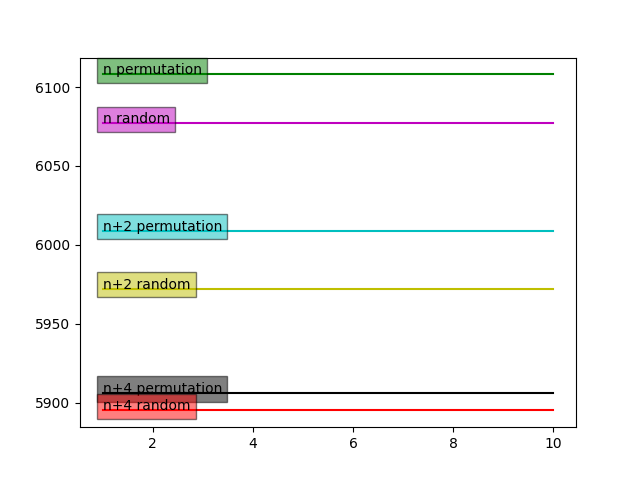 n permutation
6100
n random
6050
n+2 permutation
6000
n+2 random
5950
n+4 permutation
5900
n+4 random
2 4 6 8 10